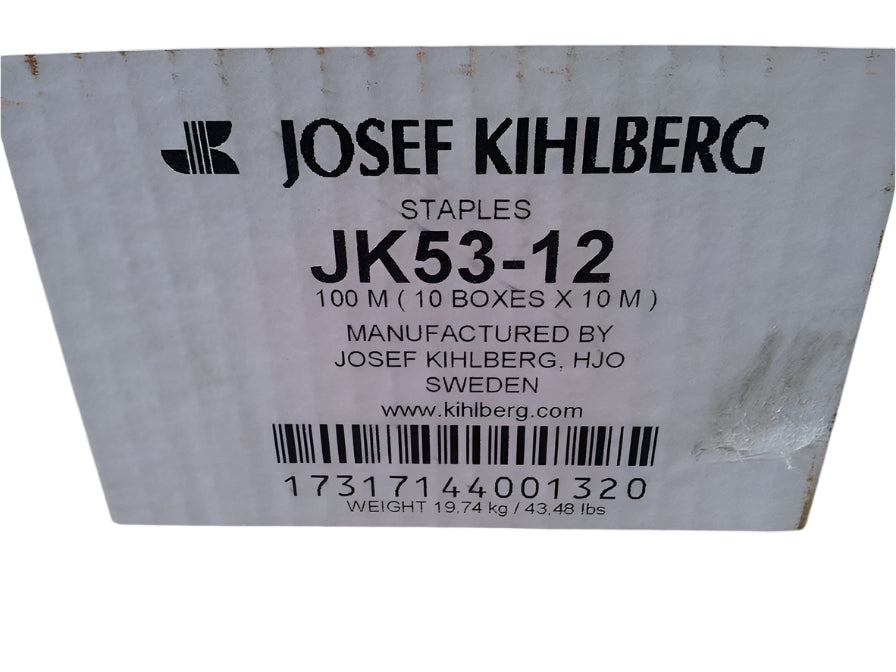 JOSEF KIHLBERG
STAPLES
JK53-12
100 M ( 10 BOXES X 10 M )
MANUFACTURED BY
JOSEF KIHLBERG, HJO
SWEDEN
www.kihlberg.com
17317144001320
WEIGHT 19,74 kg / 43,48 lbs